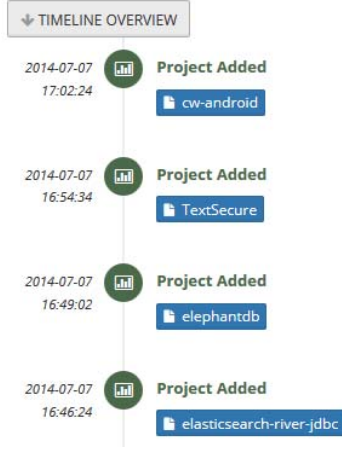 TIMELINE OVERVIEW
2014-07-07
17:02:24
Project Added
cw-android
2014-07-07
16:54:34
Project Added
TextSecure
2014-07-07
16:49:02
Project Added
elephantdb
2014-07-07
16:46:24
Project Added
elasticsearch-river-jdbc